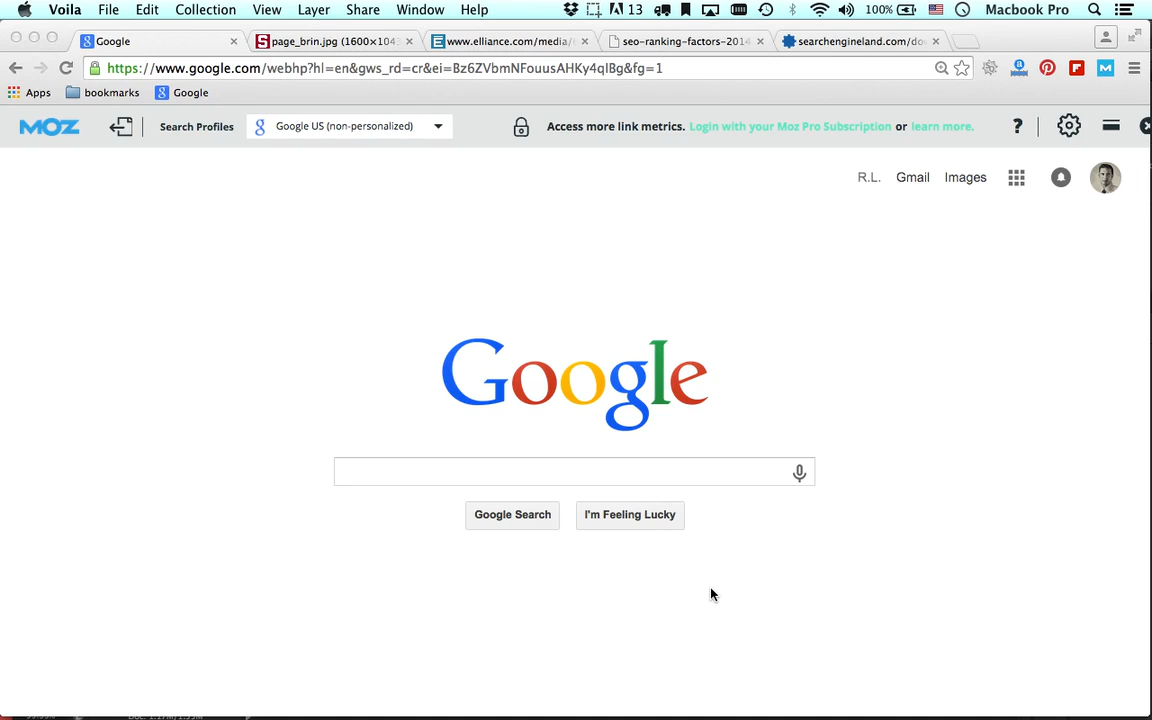 Voila File Edit Collection View Layer Share Window Help 13 100% Macbook Pro
Google page_brin.jpg (1600×104 www.elliance.com/media/ seo-ranking-factors-2014 searchengineland.com/do
https://www.google.com/webhp?hl=en&gws_rd=cr&ei=Bz6ZVbmNFouusAHKy4qIBg&fg=1
Apps bookmarks Google
MOZ Search Profiles Google US (non-personalized) Access more link metrics. Login with your Moz Pro Subscription or learn more. ?
R.L. Gmail Images
Google
Google Search I'm Feeling Lucky